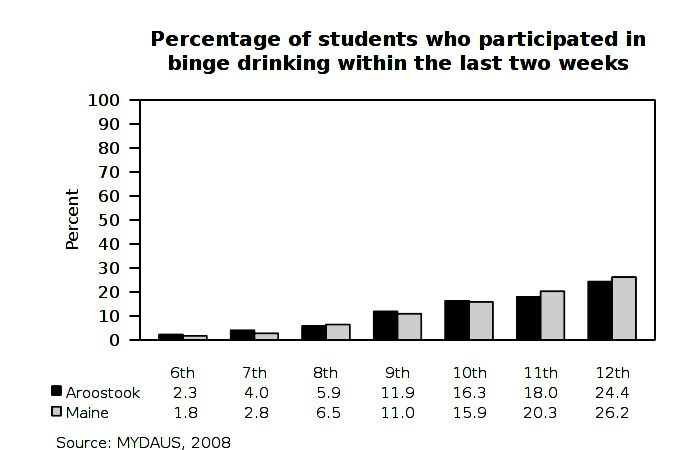 Percentage of students who participated in
binge drinking within the last two weeks
100
90
80
70
60
50
40
30
20
10
0
Percent
6th 7th 8th 9th 10th 11th 12th
Aroostook 2.3 4.0 5.9 11.9 16.3 18.0 24.4
Maine 1.8 2.8 6.5 11.0 15.9 20.3 26.2
Source: MYDAUS, 2008